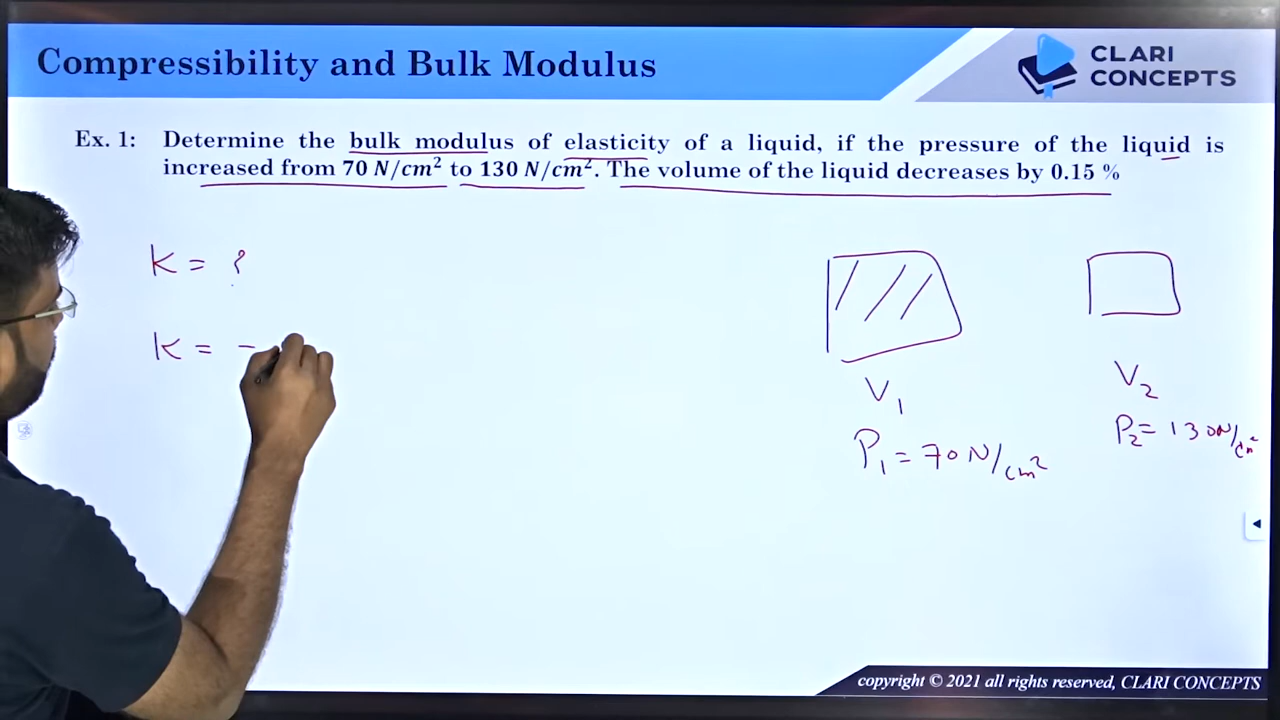 Compressibility and Bulk Modulus
CLARI
CONCEPTS
Ex. 1: Determine the bulk modulus of elasticity of a liquid, if the pressure of the liquid is
increased from 70 N/cm² to 130 N/cm². The volume of the liquid decreases by 0.15 %
K = ?
K = -
V₁
P₁ = 70 N/cm²
V₂
P₂ = 130 N/cm²
copyright © 2021 all rights reserved, CLARI CONCEPTS